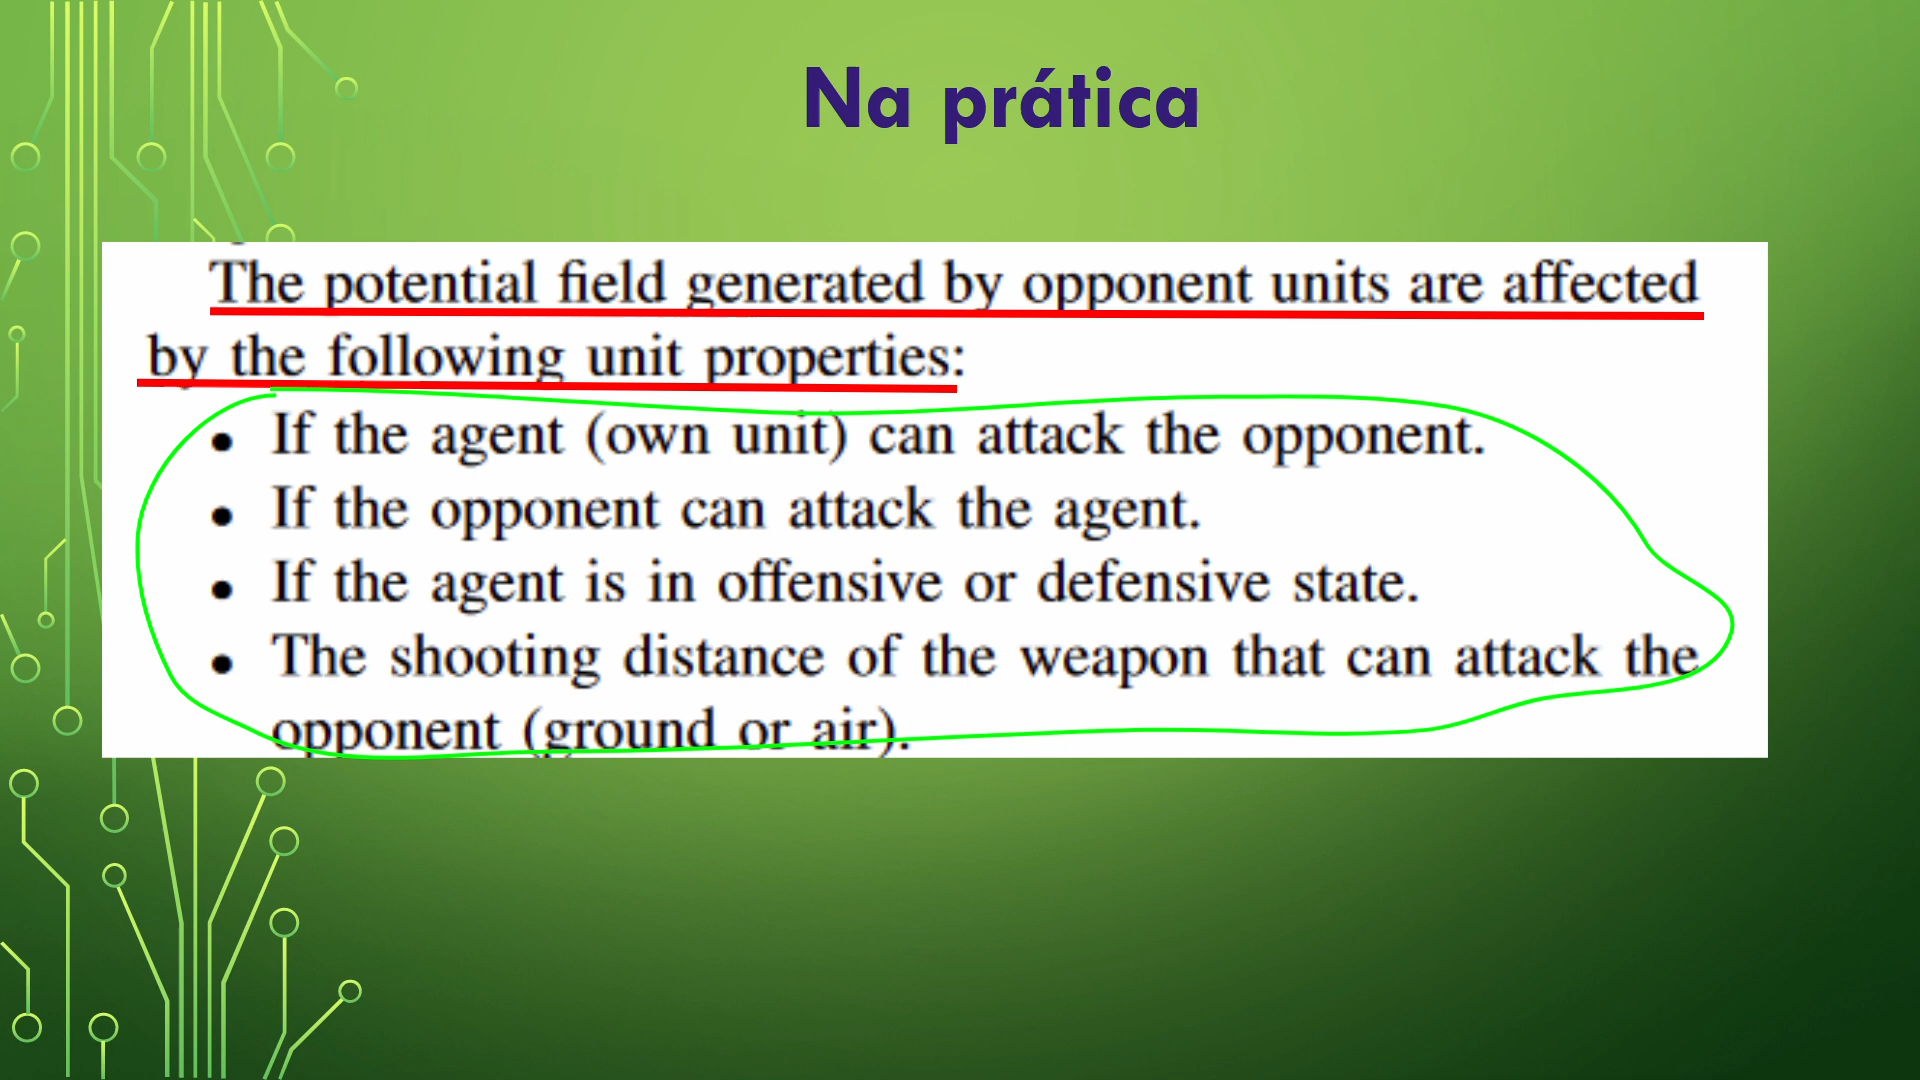 Na prática
The potential field generated by opponent units are affected
by the following unit properties:
• If the agent (own unit) can attack the opponent.
• If the opponent can attack the agent.
• If the agent is in offensive or defensive state.
• The shooting distance of the weapon that can attack the
opponent (ground or air).